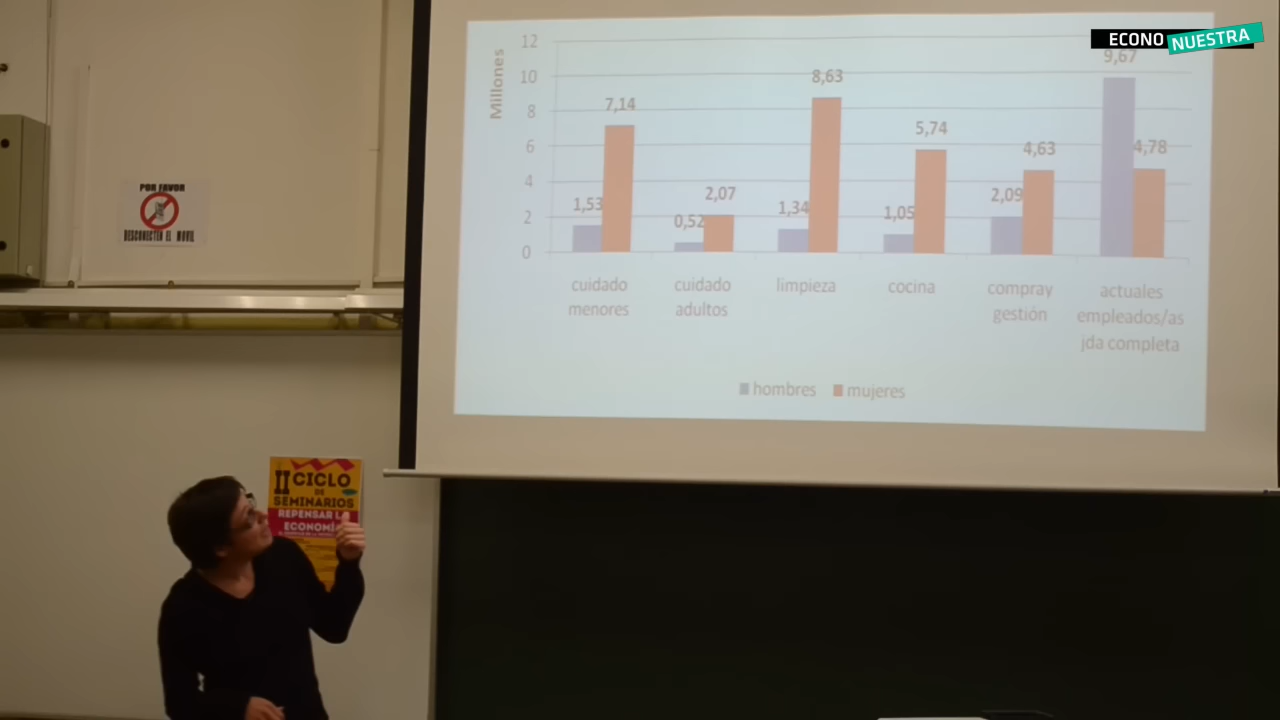 ECONO NUESTRA
Millones
12
10
8
6
4
2
0
7,14
1,53
2,07
0,52
8,63
1,34
5,74
1,05
4,63
2,09
9,67
4,78
cuidado
menores
cuidado
adultos
limpieza
cocina
compra y
gestión
actuales
empleados/as
jda completa
hombres
mujeres
POR FAVOR
DESCONECTEN EL MOVIL
II CICLO
DE
SEMINARIOS
REPENSAR LA
ECONOMÍA